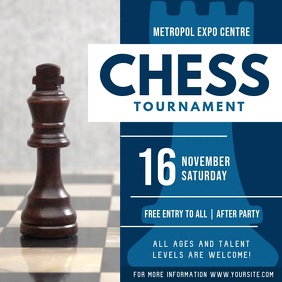 METROPOL EXPO CENTRE
CHESS
TOURNAMENT
16 NOVEMBER
SATURDAY
FREE ENTRY TO ALL | AFTER PARTY
ALL AGES AND TALENT
LEVELS ARE WELCOME!
FOR MORE INFORMATION WWW.YOURSITE.COM